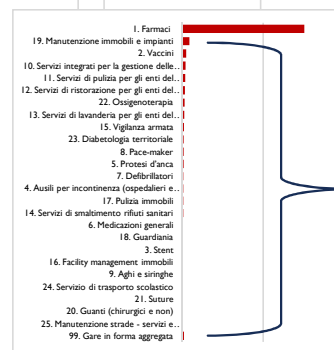 1. Farmaci
19. Manutenzione immobili e impianti
2. Vaccini
10. Servizi integrati per la gestione delle..
11. Servizi di pulizia per gli enti del..
12. Servizi di ristorazione per gli enti del..
22. Ossigenoterapia
13. Servizi di lavanderia per gli enti del..
15. Vigilanza armata
23. Diabetologia territoriale
8. Pace-maker
5. Protesi d'anca
7. Defibrillatori
4. Ausili per incontinenza (ospedalieri e..
17. Pulizia immobili
14. Servizi di smaltimento rifiuti sanitari
6. Medicazioni generali
18. Guardiania
3. Stent
16. Facility management immobili
9. Aghi e siringhe
24. Servizio di trasporto scolastico
21. Suture
20. Guanti (chirurgici e non)
25. Manutenzione strade - servizi e..
99. Gare in forma aggregata